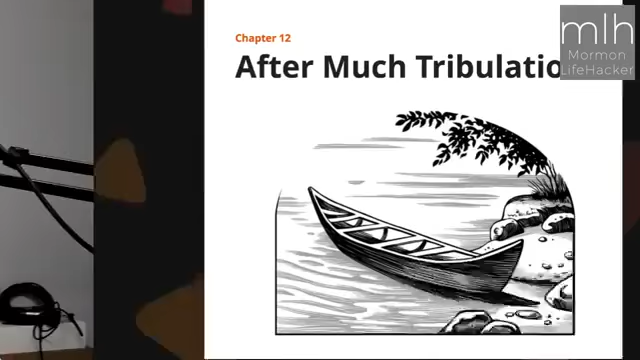 Chapter 12
After Much Tribulatio
mlh
Mormon
LifeHacker